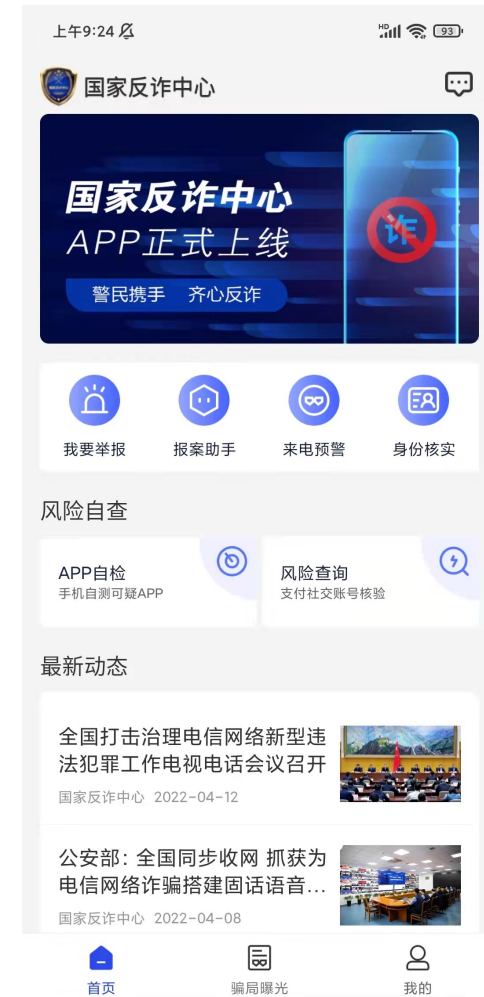 上午9:24
HD
93
国家反诈中心
国家反诈中心
APP正式上线
警民携手 齐心反诈
诈
我要举报
报案助手
来电预警
身份核实
风险自查
APP自检
手机自测可疑APP
风险查询
支付社交账号核验
最新动态
全国打击治理电信网络新型违
法犯罪工作电视电话会议召开
国家反诈中心 2022-04-12
公安部: 全国同步收网 抓获为
电信网络诈骗搭建固话语音...
国家反诈中心 2022-04-08
首页
骗局曝光
我的